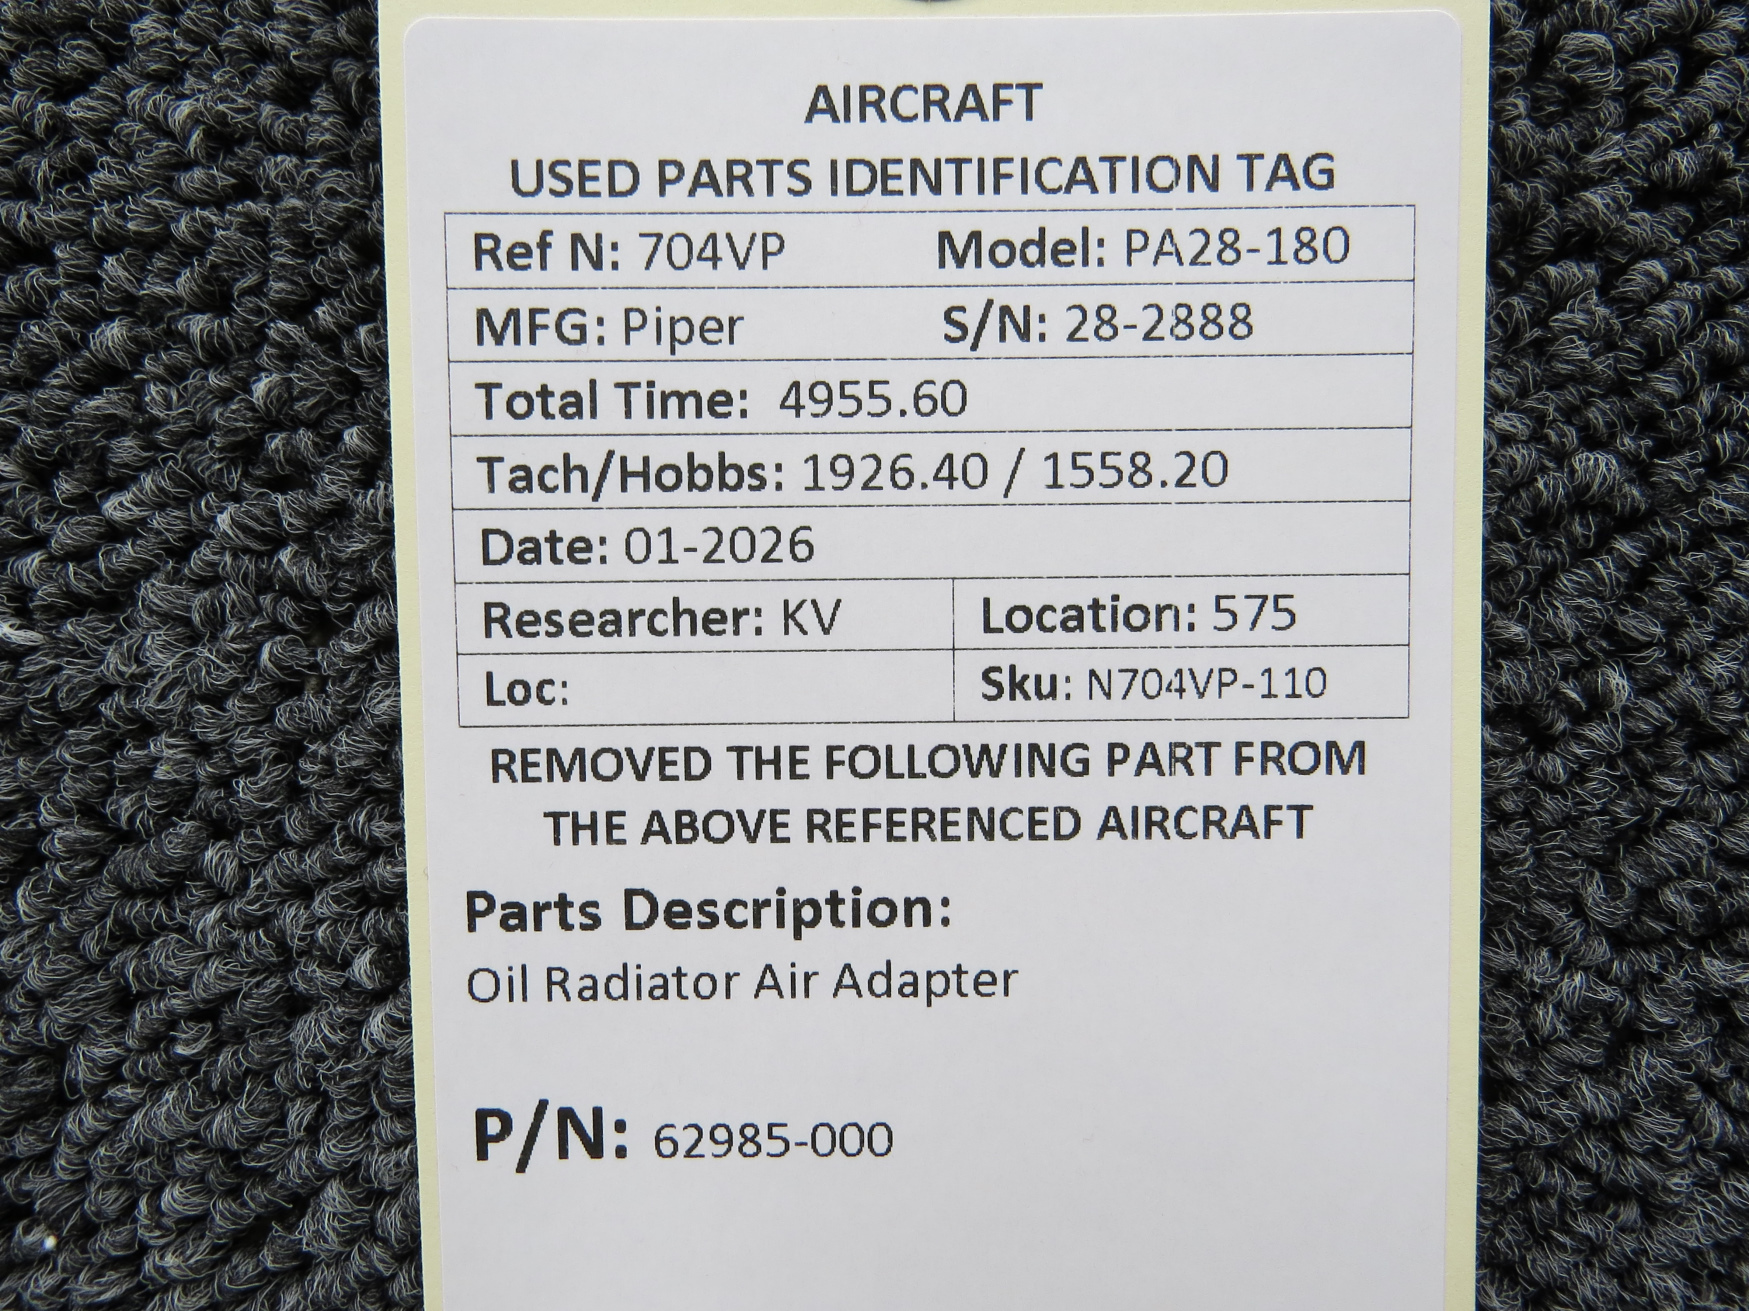 AIRCRAFT
USED PARTS IDENTIFICATION TAG
Ref N: 704VP Model: PA28-180
MFG: Piper S/N: 28-2888
Total Time: 4955.60
Tach/Hobbs: 1926.40 / 1558.20
Date: 01-2026
Researcher: KV Location: 575
Loc: Sku: N704VP-110
REMOVED THE FOLLOWING PART FROM
THE ABOVE REFERENCED AIRCRAFT
Parts Description:
Oil Radiator Air Adapter
P/N: 62985-000